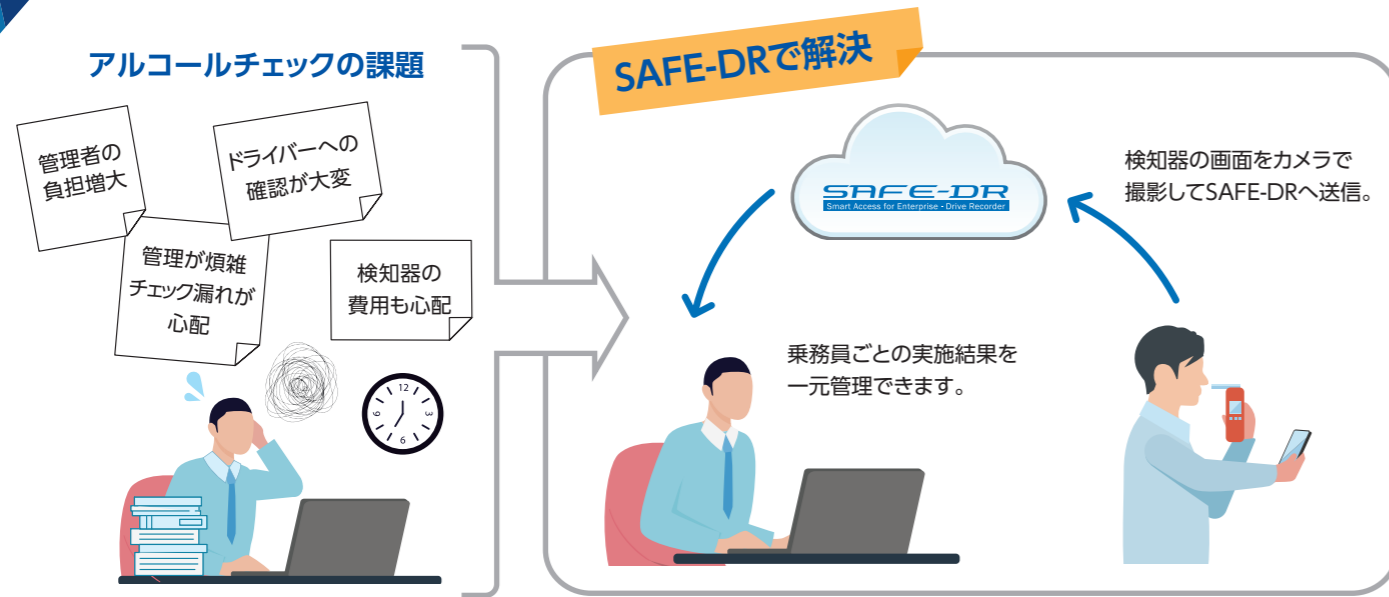 アルコールチェックの課題
管理者の
負担増大
ドライバーへの
確認が大変
管理が煩雑
チェック漏れが
心配
検知器の
費用も心配
12
3
6
9
SAFE-DRで解決
SAFE-DR
Smart Access for Enterprise - Drive Recorder
検知器の画面をカメラで
撮影してSAFE-DRへ送信。
乗務員ごとの実施結果を
一元管理できます。